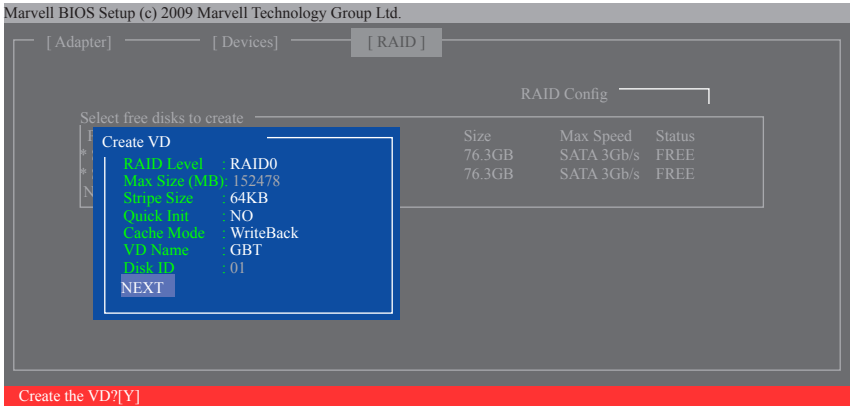 Marvell BIOS Setup (c) 2009 Marvell Technology Group Ltd.
[ Adapter] [ Devices] [ RAID ]
RAID Config
Select free disks to create
Size Max Speed Status
* 76.3GB SATA 3Gb/s FREE
* 76.3GB SATA 3Gb/s FREE
Create VD
RAID Level : RAID0
Max Size (MB): 152478
Stripe Size : 64KB
Quick Init : NO
Cache Mode : WriteBack
VD Name : GBT
Disk ID : 01
NEXT
Create the VD?[Y]